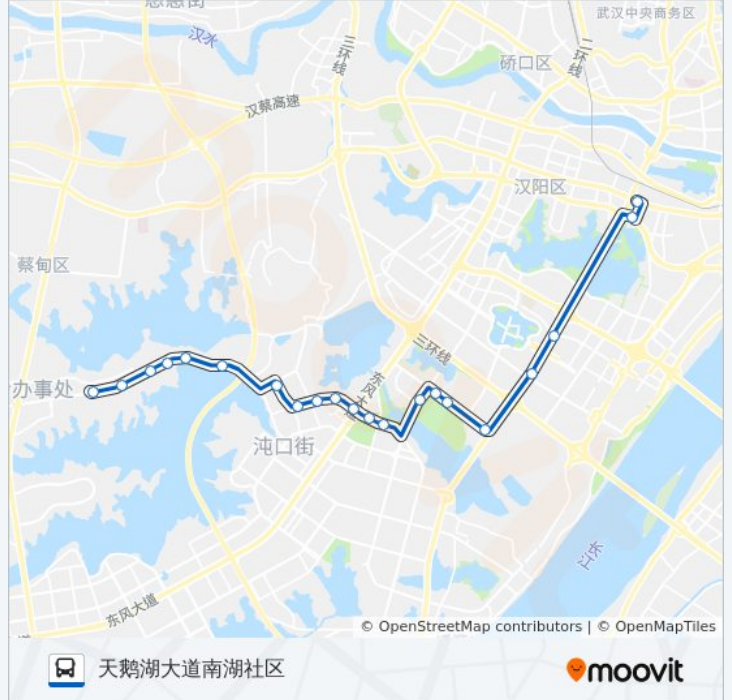 武汉中央商务区
汉水
三环线
二环线
硚口区
汉蔡高速
汉阳区
蔡甸区
三环线
办事处
东风大道
沌口街
江东
东风大道
© OpenStreetMap contributors | © OpenMapTiles
天鹅湖大道南湖社区
moovit